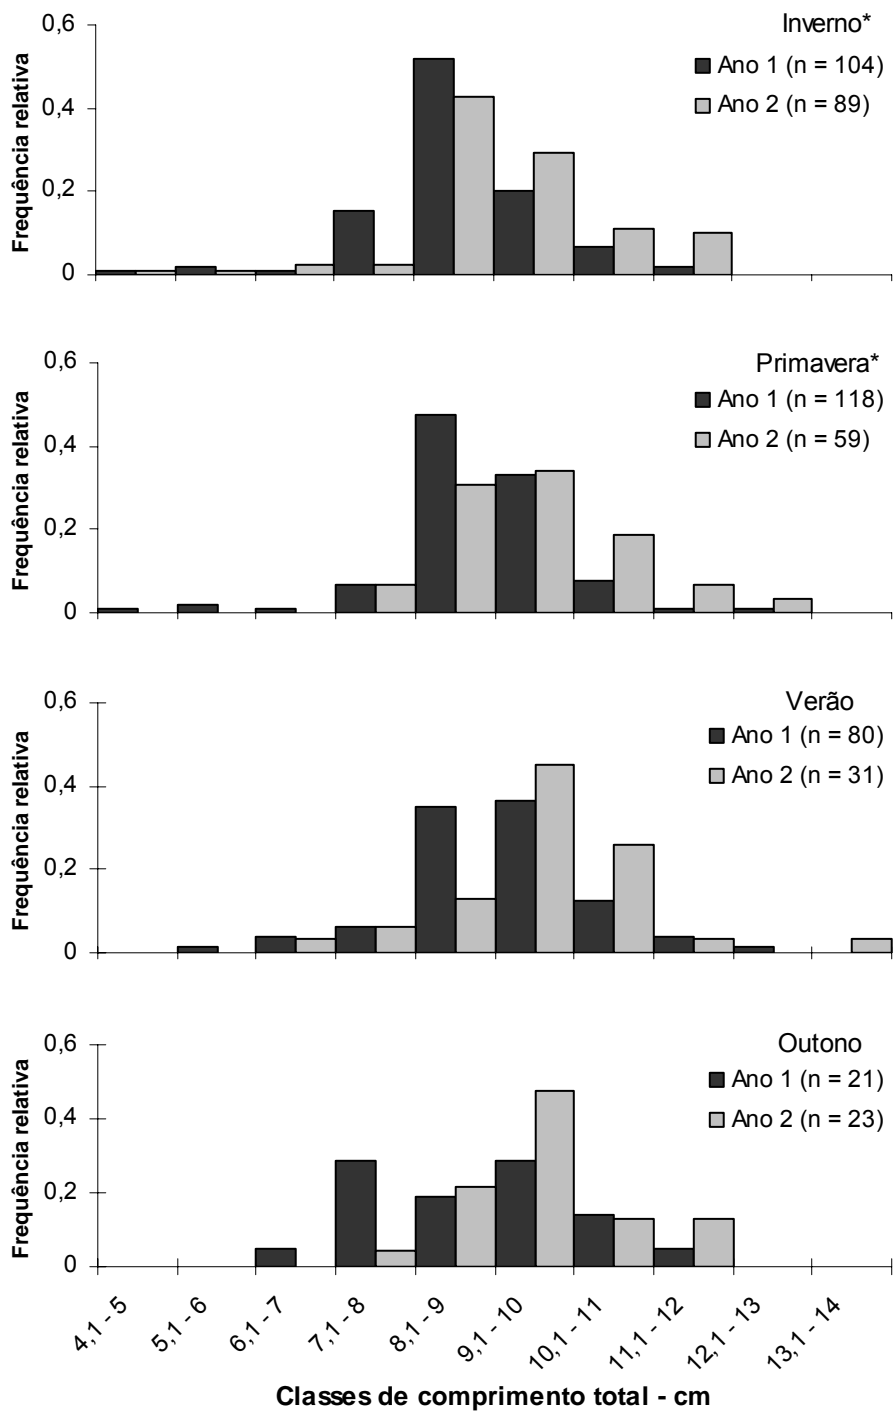 Inverno*
Ano 1 (n = 104)
Ano 2 (n = 89)
Frequência relativa
0,6
0,4
0,2
0
Primavera*
Ano 1 (n = 118)
Ano 2 (n = 59)
Frequência relativa
0,6
0,4
0,2
0
Verão
Ano 1 (n = 80)
Ano 2 (n = 31)
Frequência relativa
0,6
0,4
0,2
0
Outono
Ano 1 (n = 21)
Ano 2 (n = 23)
Frequência relativa
0,6
0,4
0,2
0
4,1 - 5
5,1 - 6
6,1 - 7
7,1 - 8
8,1 - 9
9,1 - 10
10,1 - 11
11,1 - 12
12,1 - 13
13,1 - 14
Classes de comprimento total - cm